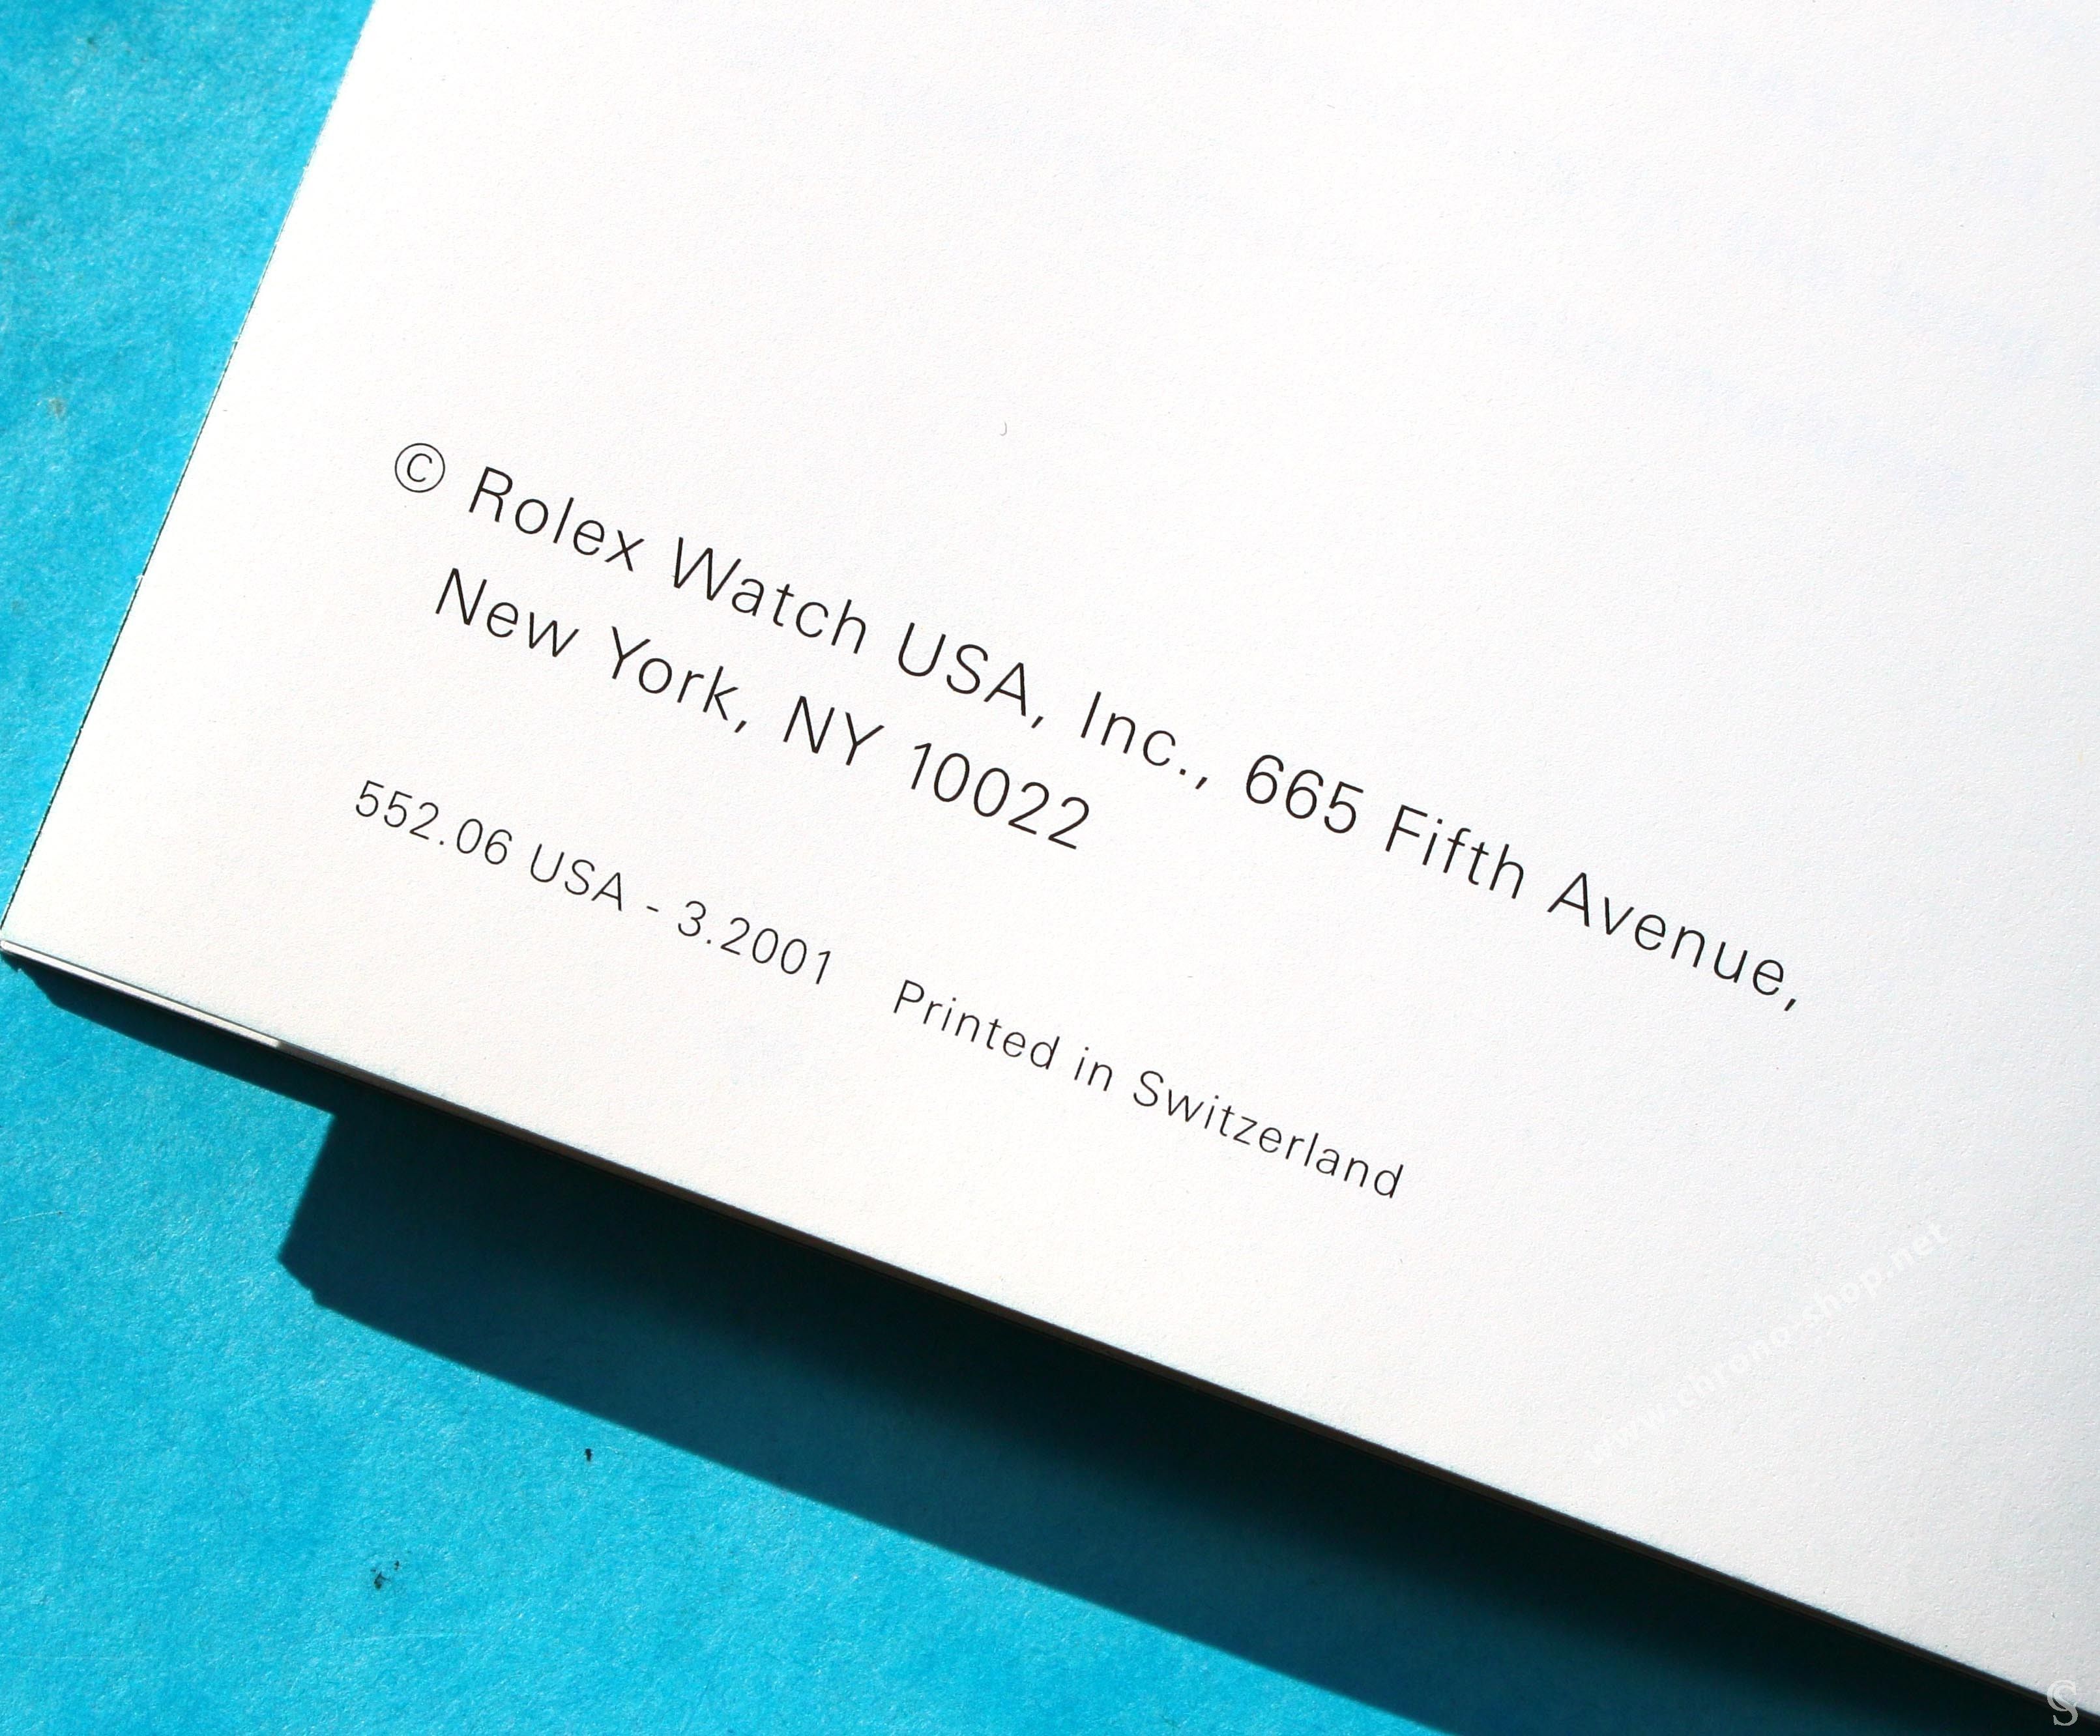 © Rolex Watch USA, Inc., 665 Fifth Avenue,
New York, NY 10022
552.06 USA - 3.2001 Printed in Switzerland
www.chrono-shop.net